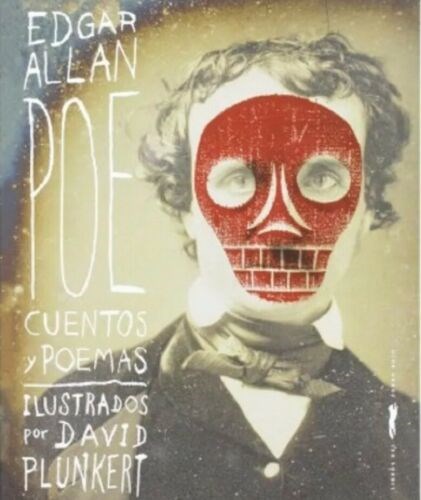 EDGAR
ALLAN
POE
CUENTOS
y POEMAS
ILUSTRADOS
por DAVID
PLUNKERT